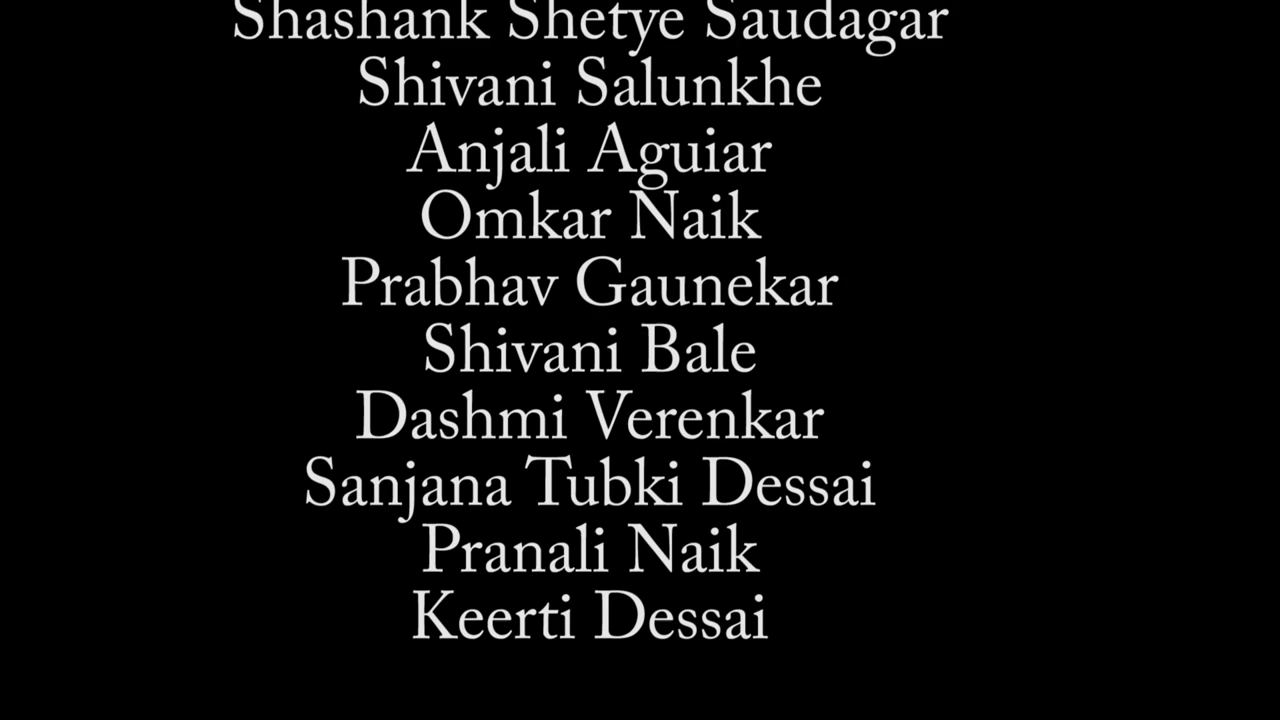 Shashank Shetye Saudagar
Shivani Salunkhe
Anjali Aguiar
Omkar Naik
Prabhav Gaunekar
Shivani Bale
Dashmi Verenkar
Sanjana Tubki Dessai
Pranali Naik
Keerti Dessai